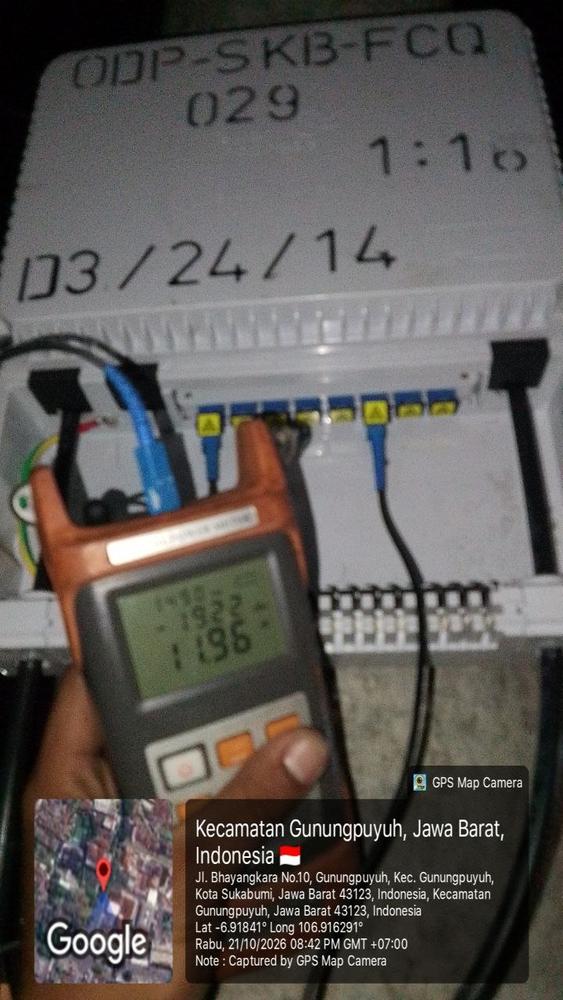 ODP-SKB-FCQ
029
1:16
D3/24/14
1490
-19.22
11.96
GPS Map Camera
Kecamatan Gunungpuyuh, Jawa Barat,
Indonesia 🇮🇩
Jl. Bhayangkara No.10, Gunungpuyuh, Kec. Gunungpuyuh,
Kota Sukabumi, Jawa Barat 43123, Indonesia, Kecamatan
Gunungpuyuh, Jawa Barat 43123, Indonesia
Lat -6.91841° Long 106.916291°
Rabu, 21/10/2026 08:42 PM GMT +07:00
Note : Captured by GPS Map Camera
Google